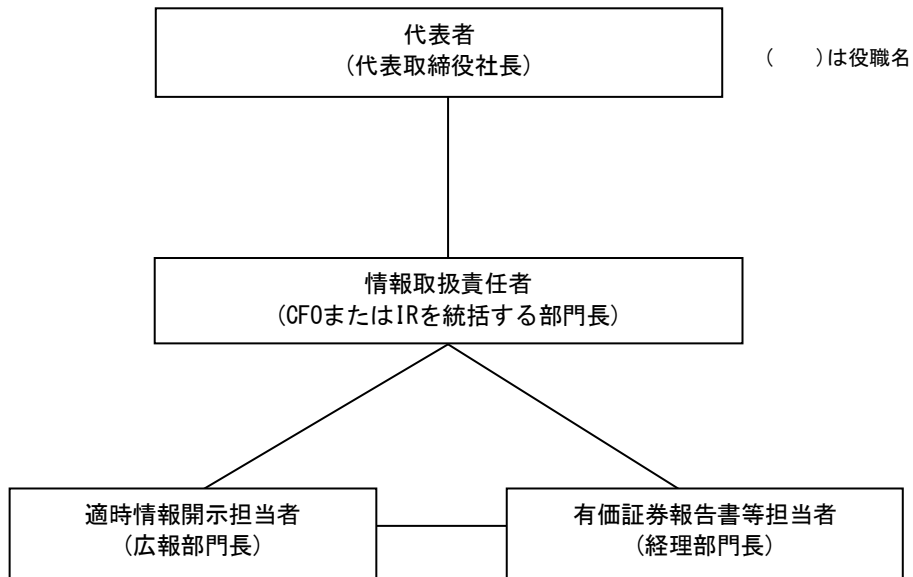 代表者
(代表取締役社長)
(　　)は役職名
情報取扱責任者
(CFOまたはIRを統括する部門長)
適時情報開示担当者
(広報部門長)
有価証券報告書等担当者
(経理部門長)